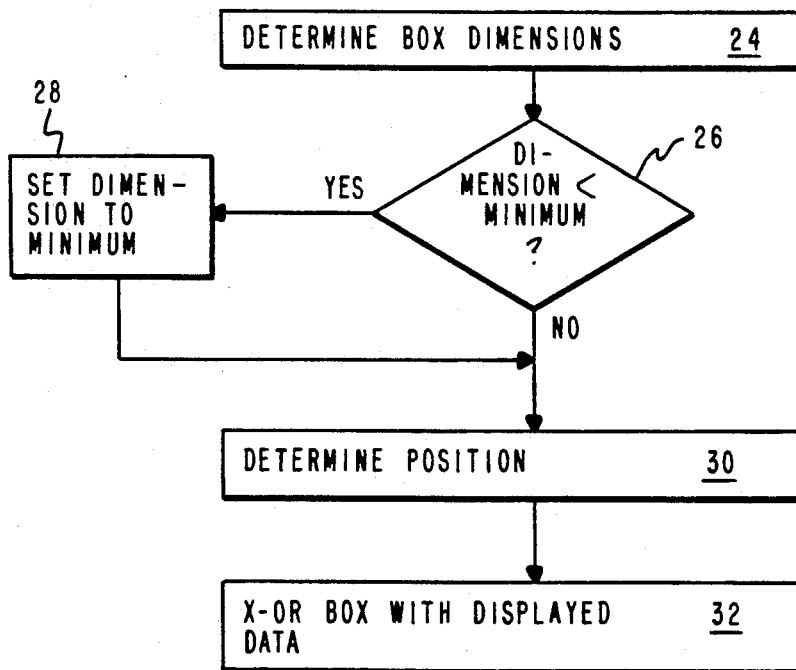 DETERMINE BOX DIMENSIONS 24
28
26
DI-
MENSION <
MINIMUM
?
YES
SET DIMEN-
SION TO
MINIMUM
NO
DETERMINE POSITION 30
X-OR BOX WITH DISPLAYED 32
DATA